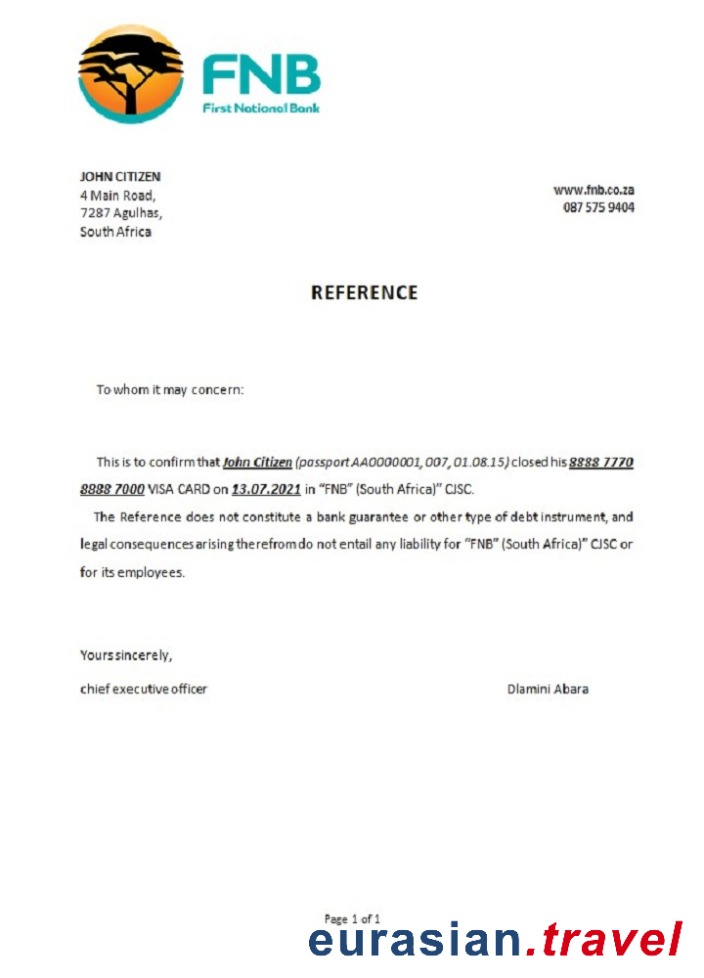 FNB
First National Bank
JOHN CITIZEN
4 Main Road,
7287 Agulhas,
South Africa
www.fnb.co.za
087 575 9404
REFERENCE
To whom it may concern:
This is to confirm that John Citizen (passport AA0000001, 007, 01.08.15) closed his 8888 7770
8888 7000 VISA CARD on 13.07.2021 in "FNB" (South Africa)" CJSC.
The Reference does not constitute a bank guarantee or other type of debt instrument, and
legal consequences arising therefrom do not entail any liability for "FNB" (South Africa)" CJSC or
for its employees.
Yours sincerely,
chief executive officer Dlamini Abara
Page 1 of 1
eurasian.travel